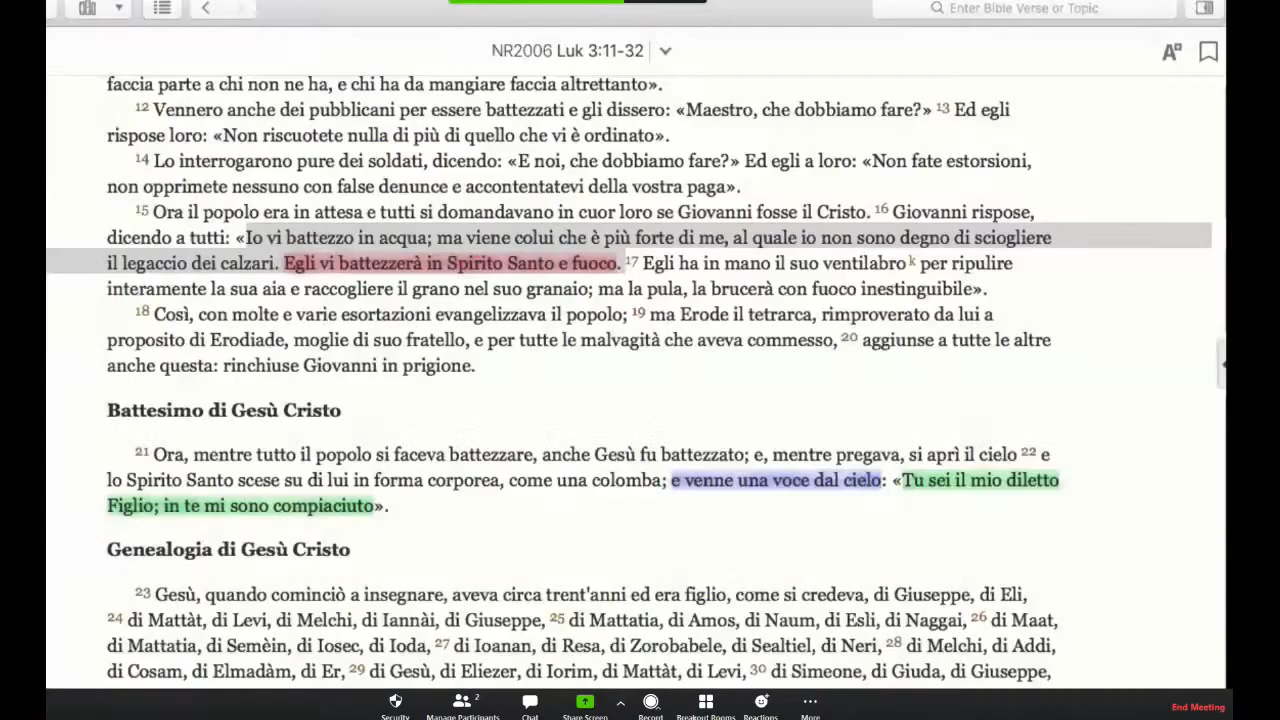 Enter Bible Verse or Topic
NR2006 Luk 3:11-32
faccia parte a chi non ne ha, e chi ha da mangiare faccia altrettanto».
12 Vennero anche dei pubblicani per essere battezzati e gli dissero: «Maestro, che dobbiamo fare?» 13 Ed egli
rispose loro: «Non riscuotete nulla di più di quello che vi è ordinato».
14 Lo interrogarono pure dei soldati, dicendo: «E noi, che dobbiamo fare?» Ed egli a loro: «Non fate estorsioni,
non opprimete nessuno con false denunce e accontentatevi della vostra paga».
15 Ora il popolo era in attesa e tutti si domandavano in cuor loro se Giovanni fosse il Cristo. 16 Giovanni rispose,
dicendo a tutti: «Io vi battezzo in acqua; ma viene colui che è più forte di me, al quale io non sono degno di sciogliere
il legaccio dei calzari. Egli vi battezzerà in Spirito Santo e fuoco. 17 Egli ha in mano il suo ventilabro k per ripulire
interamente la sua aia e raccogliere il grano nel suo granaio; ma la pula, la brucerà con fuoco inestinguibile».
18 Così, con molte e varie esortazioni evangelizzava il popolo; 19 ma Erode il tetrarca, rimproverato da lui a
proposito di Erodiade, moglie di suo fratello, e per tutte le malvagità che aveva commesso, 20 aggiunse a tutte le altre
anche questa: rinchiuse Giovanni in prigione.
Battesimo di Gesù Cristo
21 Ora, mentre tutto il popolo si faceva battezzare, anche Gesù fu battezzato; e, mentre pregava, si aprì il cielo 22 e
lo Spirito Santo scese su di lui in forma corporea, come una colomba; e venne una voce dal cielo: «Tu sei il mio diletto
Figlio; in te mi sono compiaciuto».
Genealogia di Gesù Cristo
23 Gesù, quando cominciò a insegnare, aveva circa trent'anni ed era figlio, come si credeva, di Giuseppe, di Eli,
24 di Mattàt, di Levi, di Melchi, di Iannài, di Giuseppe, 25 di Mattatia, di Amos, di Naum, di Esli, di Naggai, 26 di Maat,
di Mattatia, di Semèin, di Iosec, di Ioda, 27 di Ioanan, di Resa, di Zorobabele, di Sealtiel, di Neri, 28 di Melchi, di Addi,
di Cosam, di Elmadàm, di Er, 29 di Gesù, di Eliezer, di Iorim, di Mattàt, di Levi, 30 di Simeone, di Giuda, di Giuseppe,
Security Manage Participants 2 Chat Share Screen Record Breakout Rooms Reactions More End Meeting